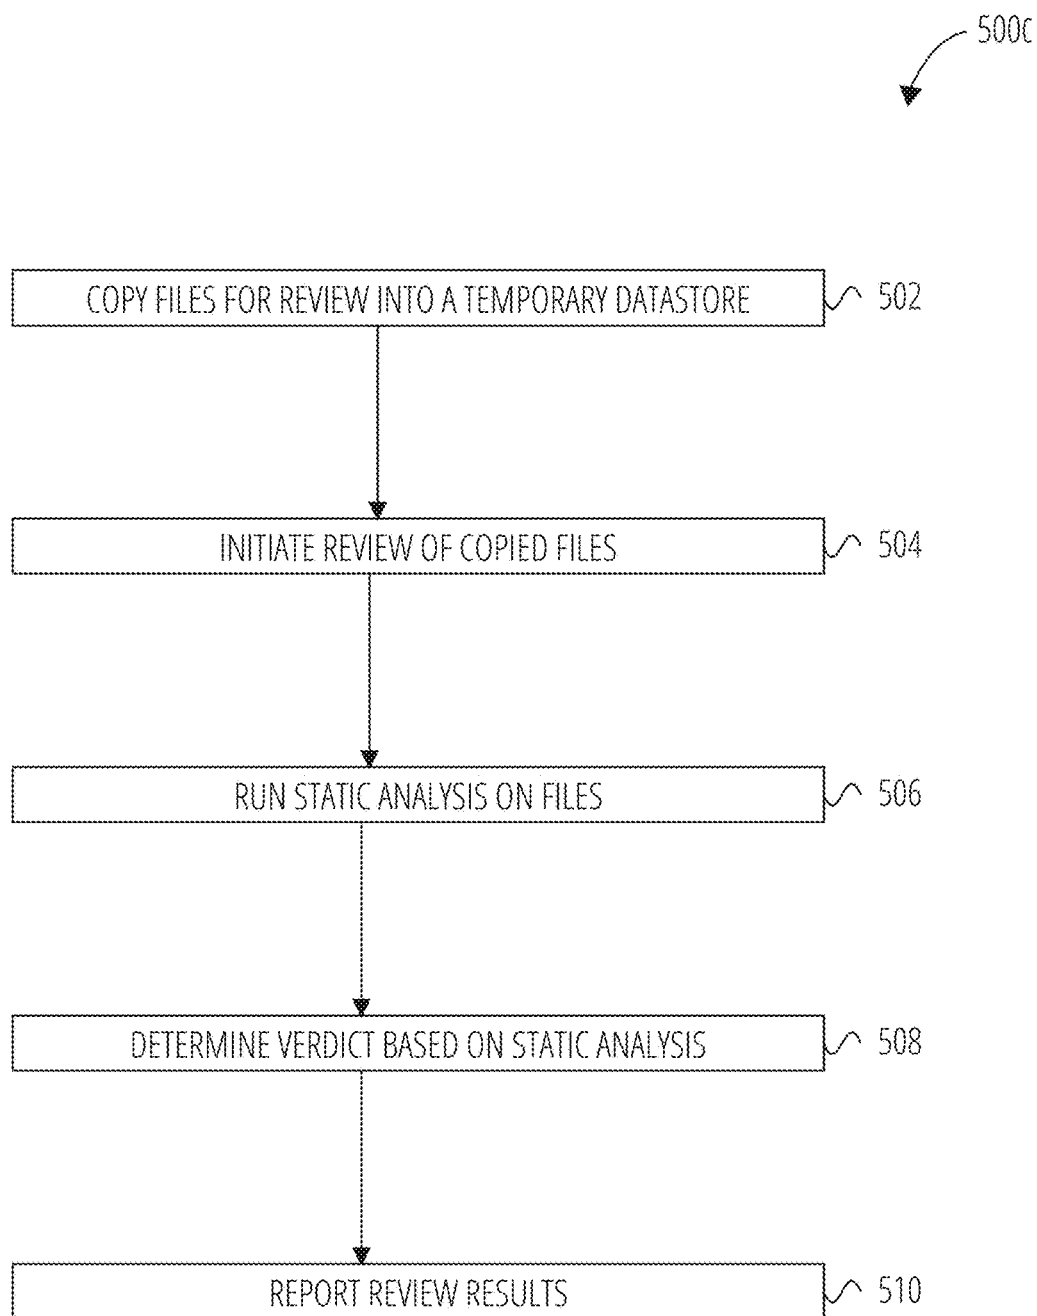 500C
COPY FILES FOR REVIEW INTO A TEMPORARY DATASTORE
502
INITIATE REVIEW OF COPIED FILES
504
RUN STATIC ANALYSIS ON FILES
506
DETERMINE VERDICT BASED ON STATIC ANALYSIS
508
REPORT REVIEW RESULTS
510